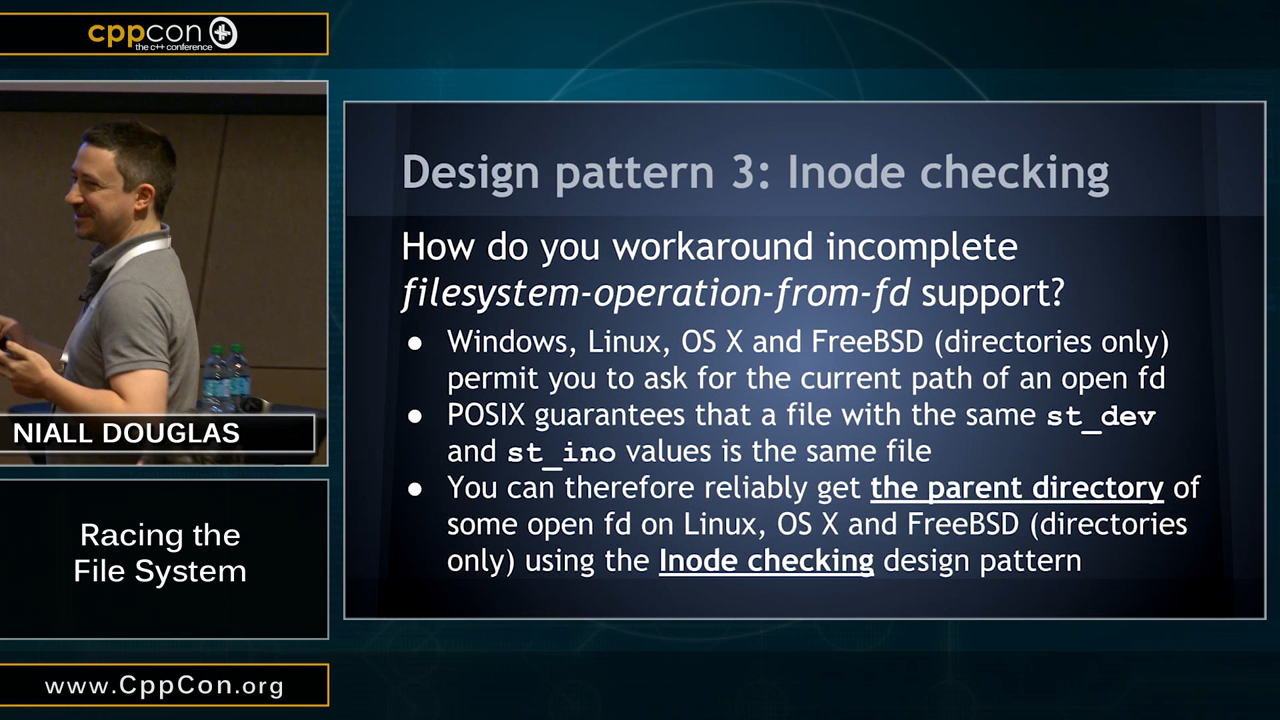 cppcon
the c++ conference
NIALL DOUGLAS
Racing the
File System
www.CppCon.org
Design pattern 3: Inode checking
How do you workaround incomplete
filesystem-operation-from-fd support?
● Windows, Linux, OS X and FreeBSD (directories only)
permit you to ask for the current path of an open fd
● POSIX guarantees that a file with the same st_dev
and st_ino values is the same file
● You can therefore reliably get the parent directory of
some open fd on Linux, OS X and FreeBSD (directories
only) using the Inode checking design pattern